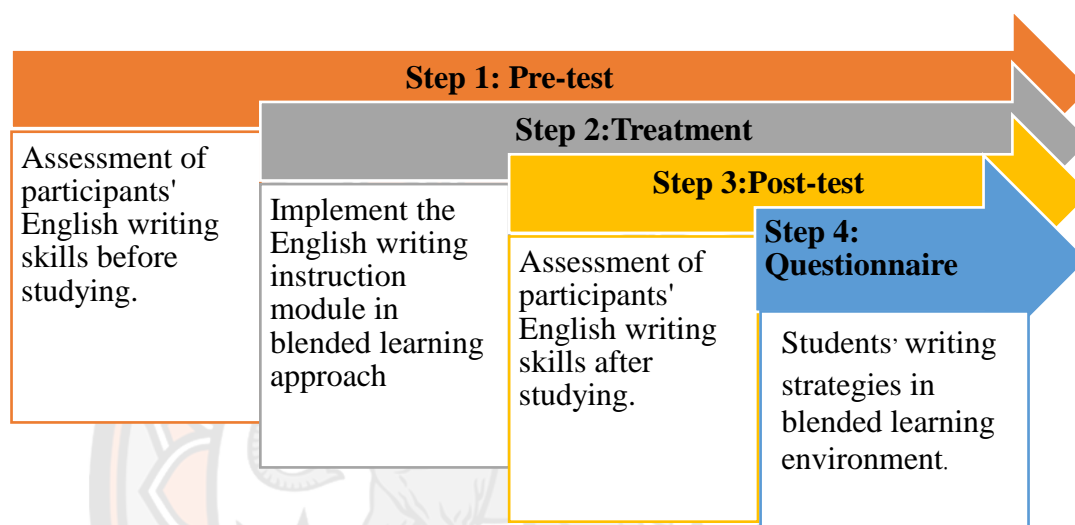 Step 1: Pre-test
Assessment of
participants'
English writing
skills before
studying.
Step 2:Treatment
Implement the
English writing
instruction
module in
blended learning
approach
Step 3:Post-test
Assessment of
participants'
English writing
skills after
studying.
Step 4:
Questionnaire
Students’ writing
strategies in
blended learning
environment.